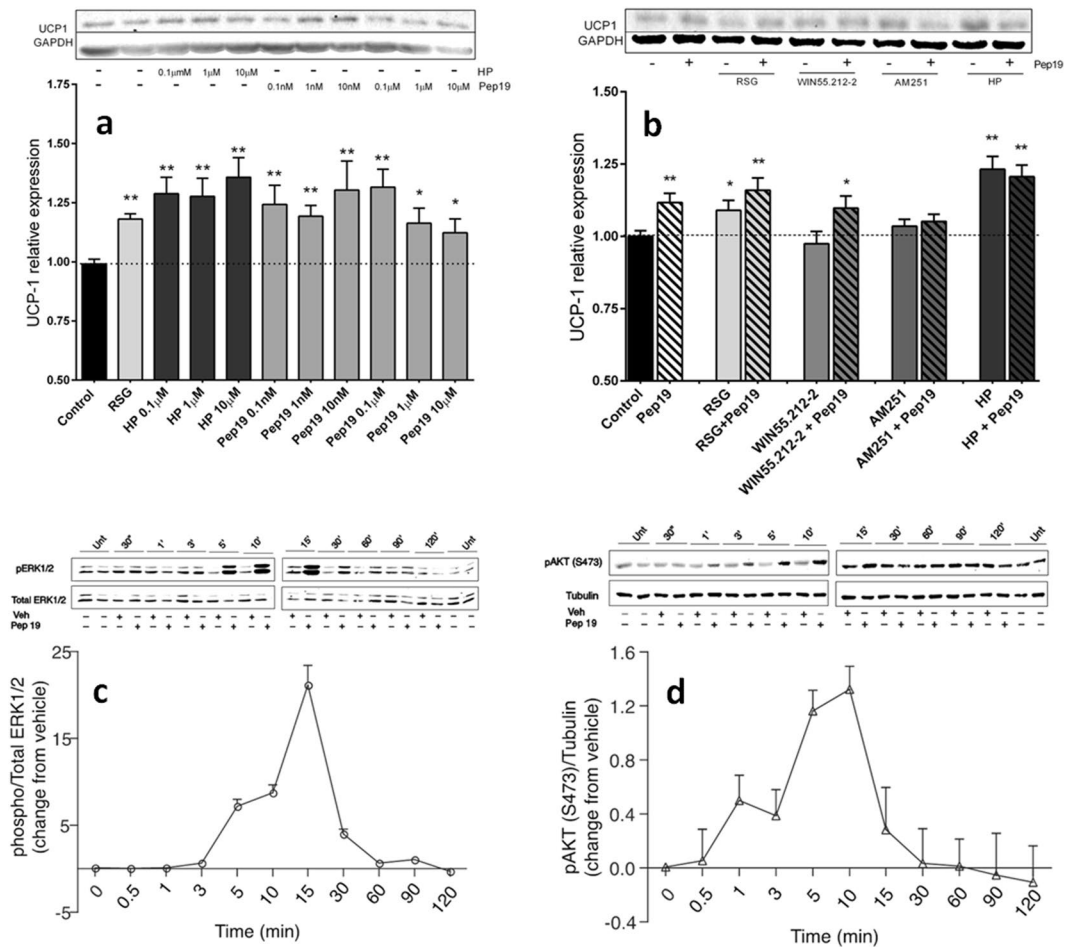 UCP1
GAPDH
- - 0.1µmM 1µM 10µM - - - - - - HP
- - - - - 0.1nM 1nM 10nM 0.1µM 1µM 10µM Pep19
a
UCP-1 relative expression
1.75
1.50
1.25
1.00
0.50
** ** ** ** ** ** ** ** * *
Control
RSG
HP 0.1µM
HP 1µM
HP 10µM
Pep19 0.1nM
Pep19 1nM
Pep19 10nM
Pep19 0.1µM
Pep19 1µM
Pep19 10µM
UCP1
GAPDH
- + - + - + - + - + Pep19
RSG WIN55.212-2 AM251 HP
b
UCP-1 relative expression
1.50
1.25
1.00
0.75
0.50
** * ** * ** **
Control
Pep19
RSG
RSG+Pep19
WIN55.212-2
WIN55.212-2 + Pep19
AM251
AM251 + Pep19
HP
HP + Pep19
Unt 30" 1' 3' 5' 10' 15' 30' 60' 90' 120' Unt
pERK1/2
Total ERK1/2
Veh - - + - + - + - + - + - + - + - + - + - + - - -
Pep 19 - - - + - + - + - + - + - + - + - + - + - + - -
c
phospho/Total ERK1/2
(change from vehicle)
25
15
5
-5
0 0.5 1 3 5 10 15 30 60 90 120
Time (min)
Unt 30" 1' 3' 5' 10' 15' 30' 60' 90' 120' Unt
pAKT (S473)
Tubulin
Veh - - + - + - + - + - + - + - + - + - + - + - - -
Pep 19 - - - + - + - + - + - + - + - + - + - + - + - -
d
pAKT (S473)/Tubulin
(change from vehicle)
1.6
1.2
0.8
0.4
0.0
-0.4
0 0.5 1 3 5 10 15 30 60 90 120
Time (min)